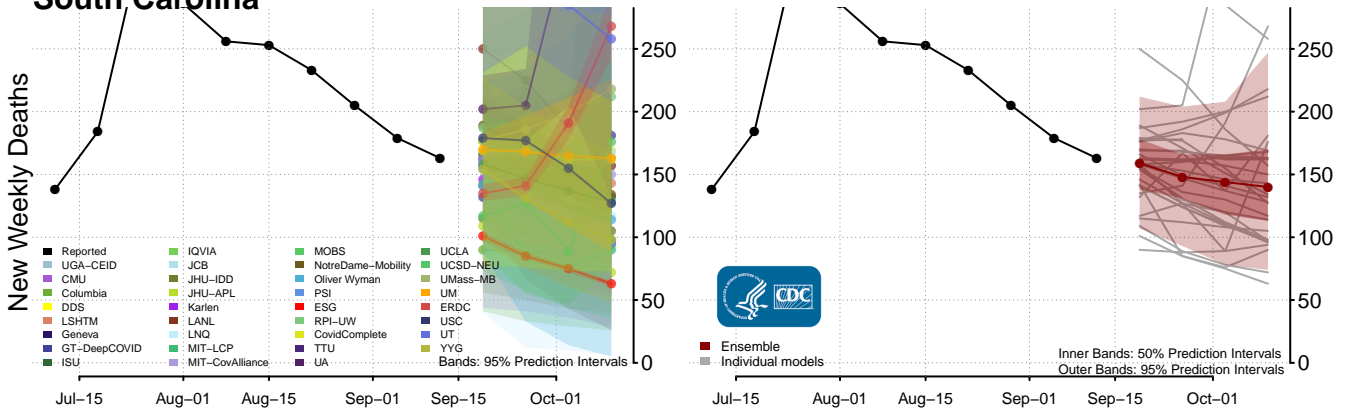 South Carolina
New Weekly Deaths
250
200
150
100
50
0
Reported
UGA−CEID
CMU
Columbia
DDS
LSHTM
Geneva
GT−DeepCOVID
ISU
IQVIA
JCB
JHU−IDD
JHU−APL
Karlen
LANL
LNQ
MIT−LCP
MIT−CovAlliance
MOBS
NotreDame−Mobility
Oliver Wyman
PSI
ESG
RPI−UW
CovidComplete
TTU
UA
UCLA
UCSD−NEU
UMass−MB
UM
ERDC
USC
UT
YYG
Bands: 95% Prediction Intervals
Jul−15
Aug−01
Aug−15
Sep−01
Sep−15
Oct−01
250
200
150
100
50
0
CDC
Ensemble
Individual models
Inner Bands: 50% Prediction Intervals
Outer Bands: 95% Prediction Intervals
Jul−15
Aug−01
Aug−15
Sep−01
Sep−15
Oct−01